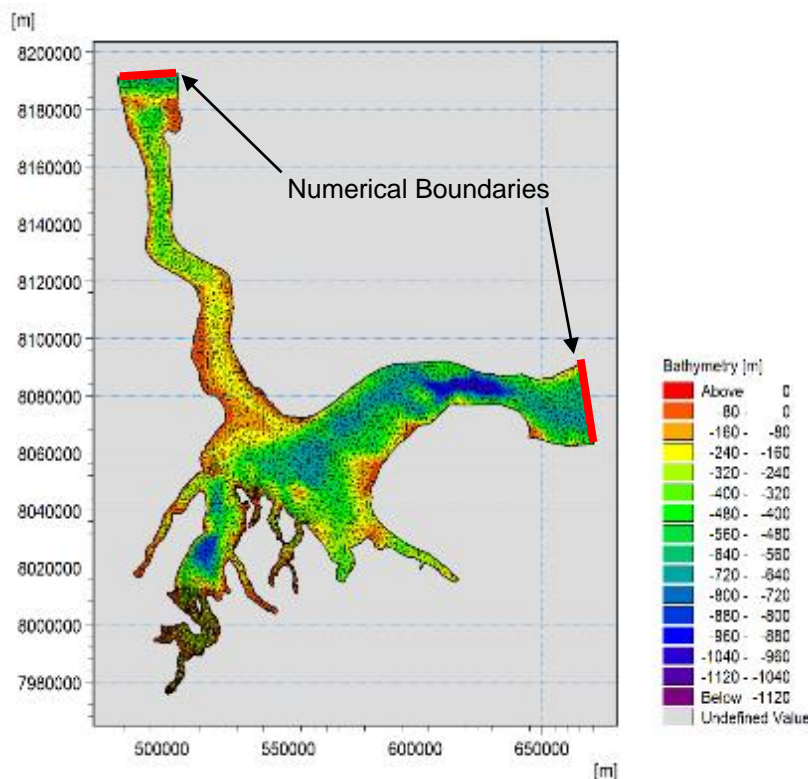 [m]
8200000
8180000
8160000
8140000
8120000
8100000
8080000
8060000
8040000
8020000
8000000
7980000
Numerical Boundaries
500000 550000 600000 650000
[m]
Bathymetry [m]
Above 0
80 - 0
-160 - -80
-240 - -160
-320 - -240
-400 - -320
-480 - -400
-560 - -480
-640 - -560
-720 - -640
-800 - -720
-880 - -800
-960 - -880
-1040 - -960
-1120 - -1040
Below -1120
Undefined Value